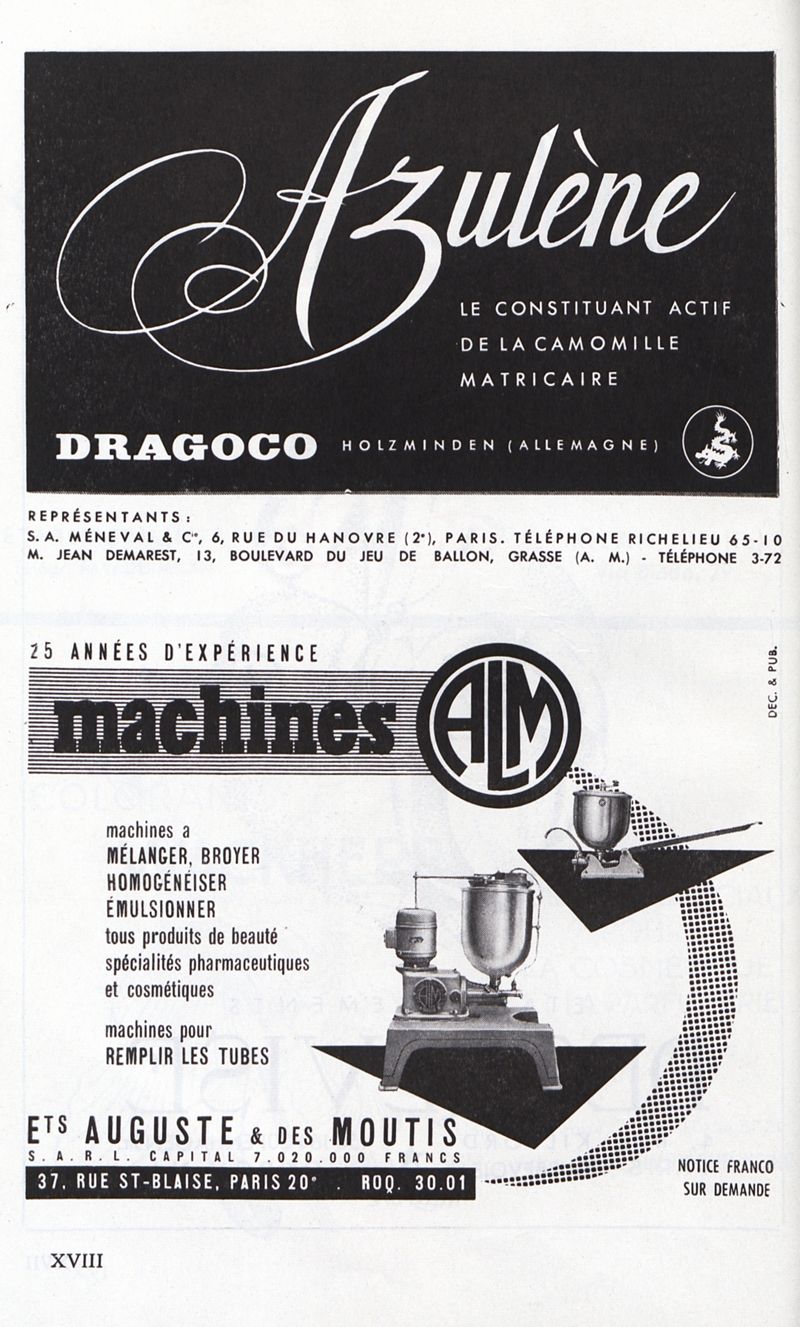 Azulène
LE CONSTITUANT ACTIF
DE LA CAMOMILLE
MATRICAIRE
DRAGOCO HOLZMINDEN (ALLEMAGNE)
REPRÉSENTANTS :
S. A. MÉNEVAL & Cie, 6, RUE DU HANOVRE (2e), PARIS. TÉLÉPHONE RICHELIEU 65-10
M. JEAN DEMAREST, 13, BOULEVARD DU JEU DE BALLON, GRASSE (A. M.) - TÉLÉPHONE 3-72
25 ANNÉES D'EXPÉRIENCE
machines ALM
DEC. & PUB.
machines a
MÉLANGER, BROYER
HOMOGÉNÉISER
ÉMULSIONNER
tous produits de beauté
spécialités pharmaceutiques
et cosmétiques
machines pour
REMPLIR LES TUBES
ETS AUGUSTE & DES MOUTIS
S. A. R. L. CAPITAL 7.020.000 FRANCS
37, RUE ST-BLAISE, PARIS 20e . ROQ. 30.01
NOTICE FRANCO
SUR DEMANDE
XVIII